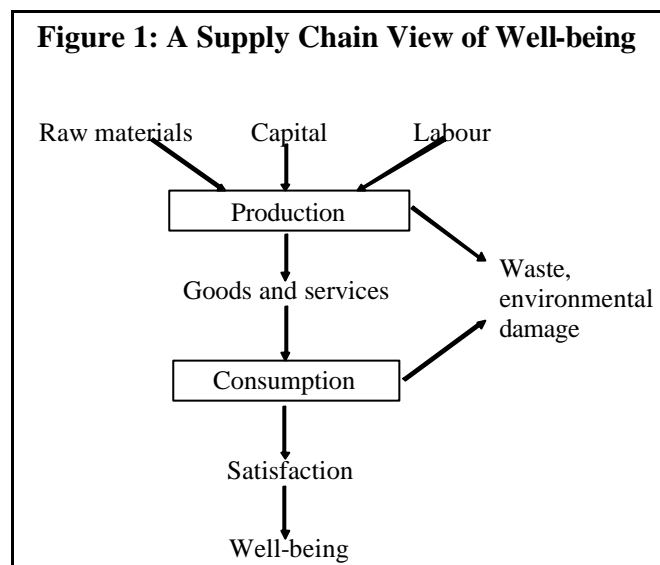 Figure 1: A Supply Chain View of Well-being
Raw materials Capital Labour
Production
Waste,
environmental
damage
Goods and services
Consumption
Satisfaction
Well-being